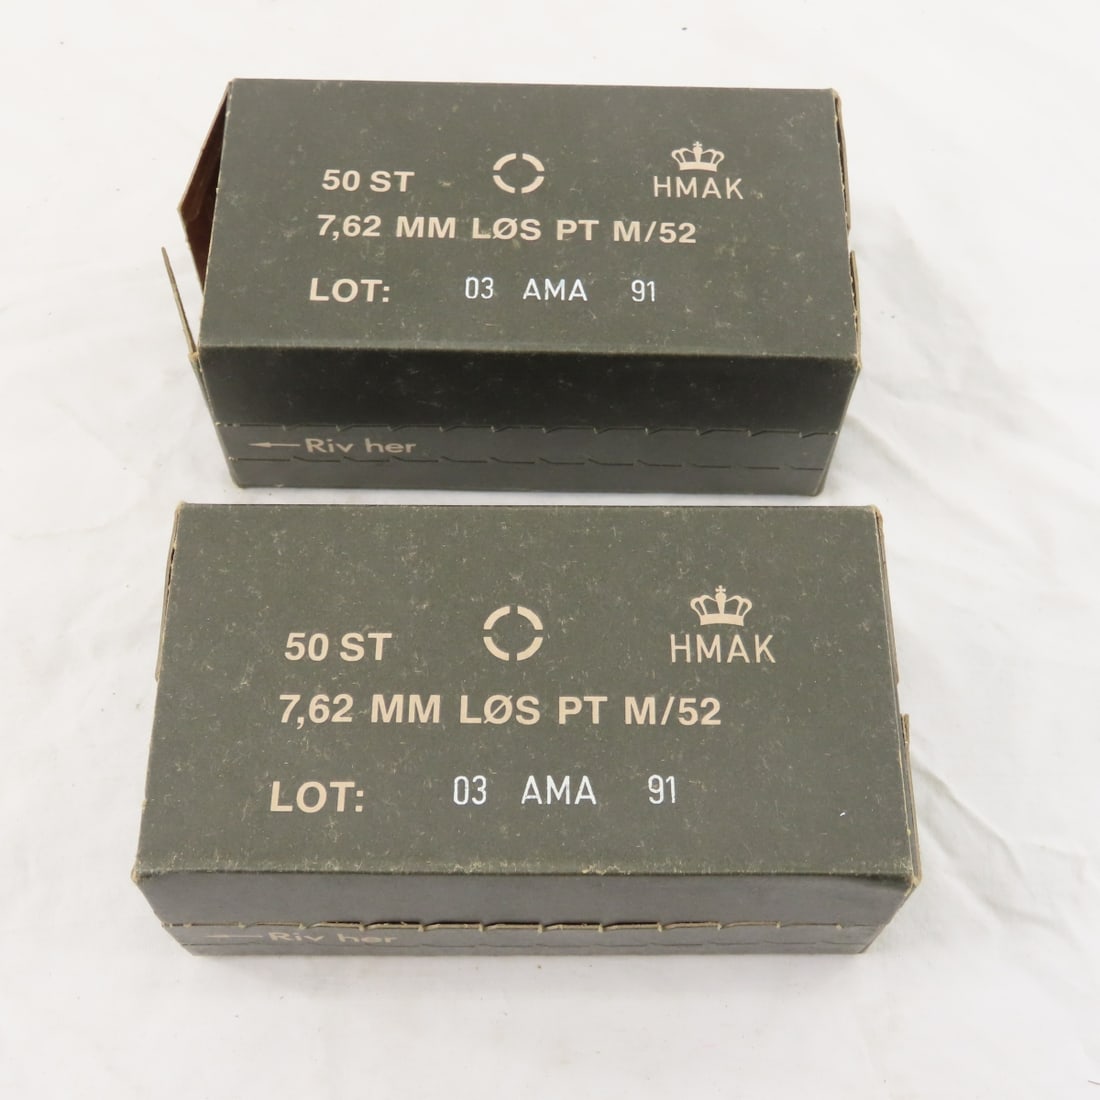 50 ST HMAK
7,62 MM LØS PT M/52
LOT: 03 AMA 91
Riv her
50 ST HMAK
7,62 MM LØS PT M/52
LOT: 03 AMA 91
Riv her